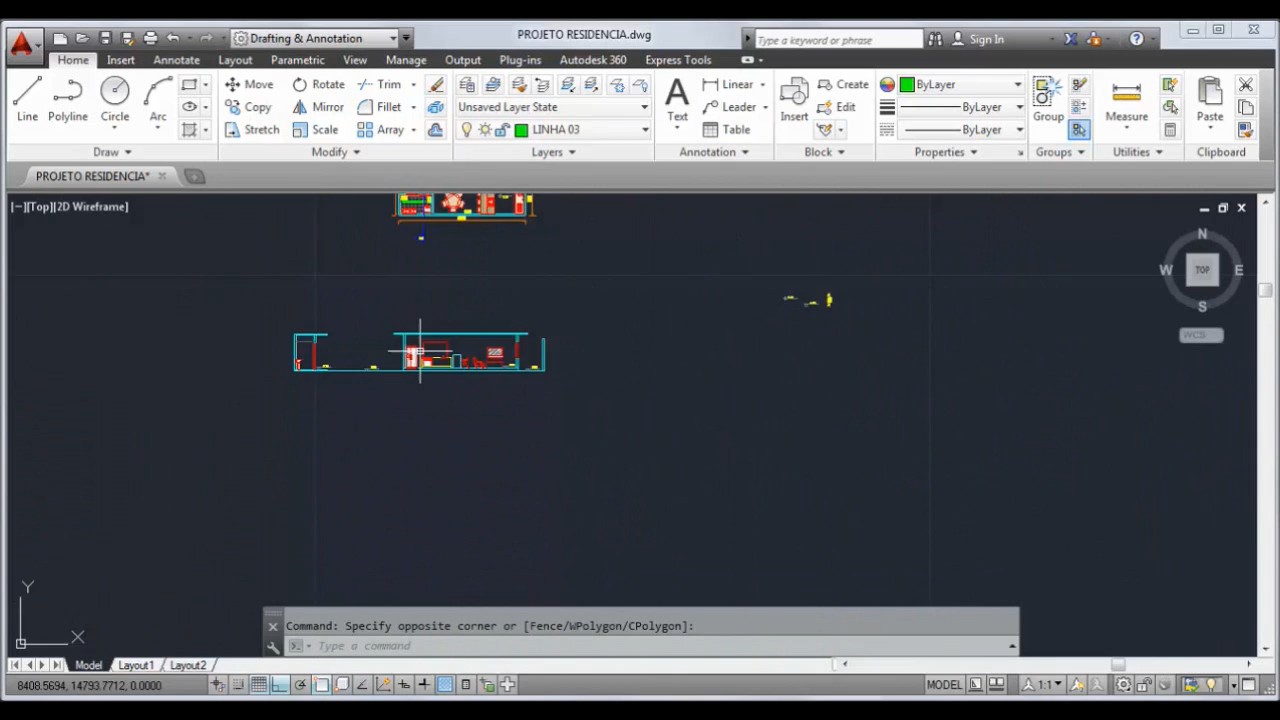 Drafting & Annotation
PROJETO RESIDENCIA.dwg
Type a keyword or phrase
Sign In
Home Insert Annotate Layout Parametric View Manage Output Plug-ins Autodesk 360 Express Tools
Line Polyline Circle Arc
Move Rotate Trim
Copy Mirror Fillet
Stretch Scale Array
Unsaved Layer State
LINHA 03
Text
Linear
Leader
Table
Insert
Create
Edit
ByLayer
ByLayer
ByLayer
Group
Measure
Paste
Draw Modify Layers Annotation Block Properties Groups Utilities Clipboard
PROJETO RESIDENCIA*
[−][Top][2D Wireframe]
N
W TOP E
S
WCS
Y
X
Command: Specify opposite corner or [Fence/WPolygon/CPolygon]:
Type a command
Model Layout1 Layout2
8408.5694, 14793.7712, 0.0000
MODEL
1:1